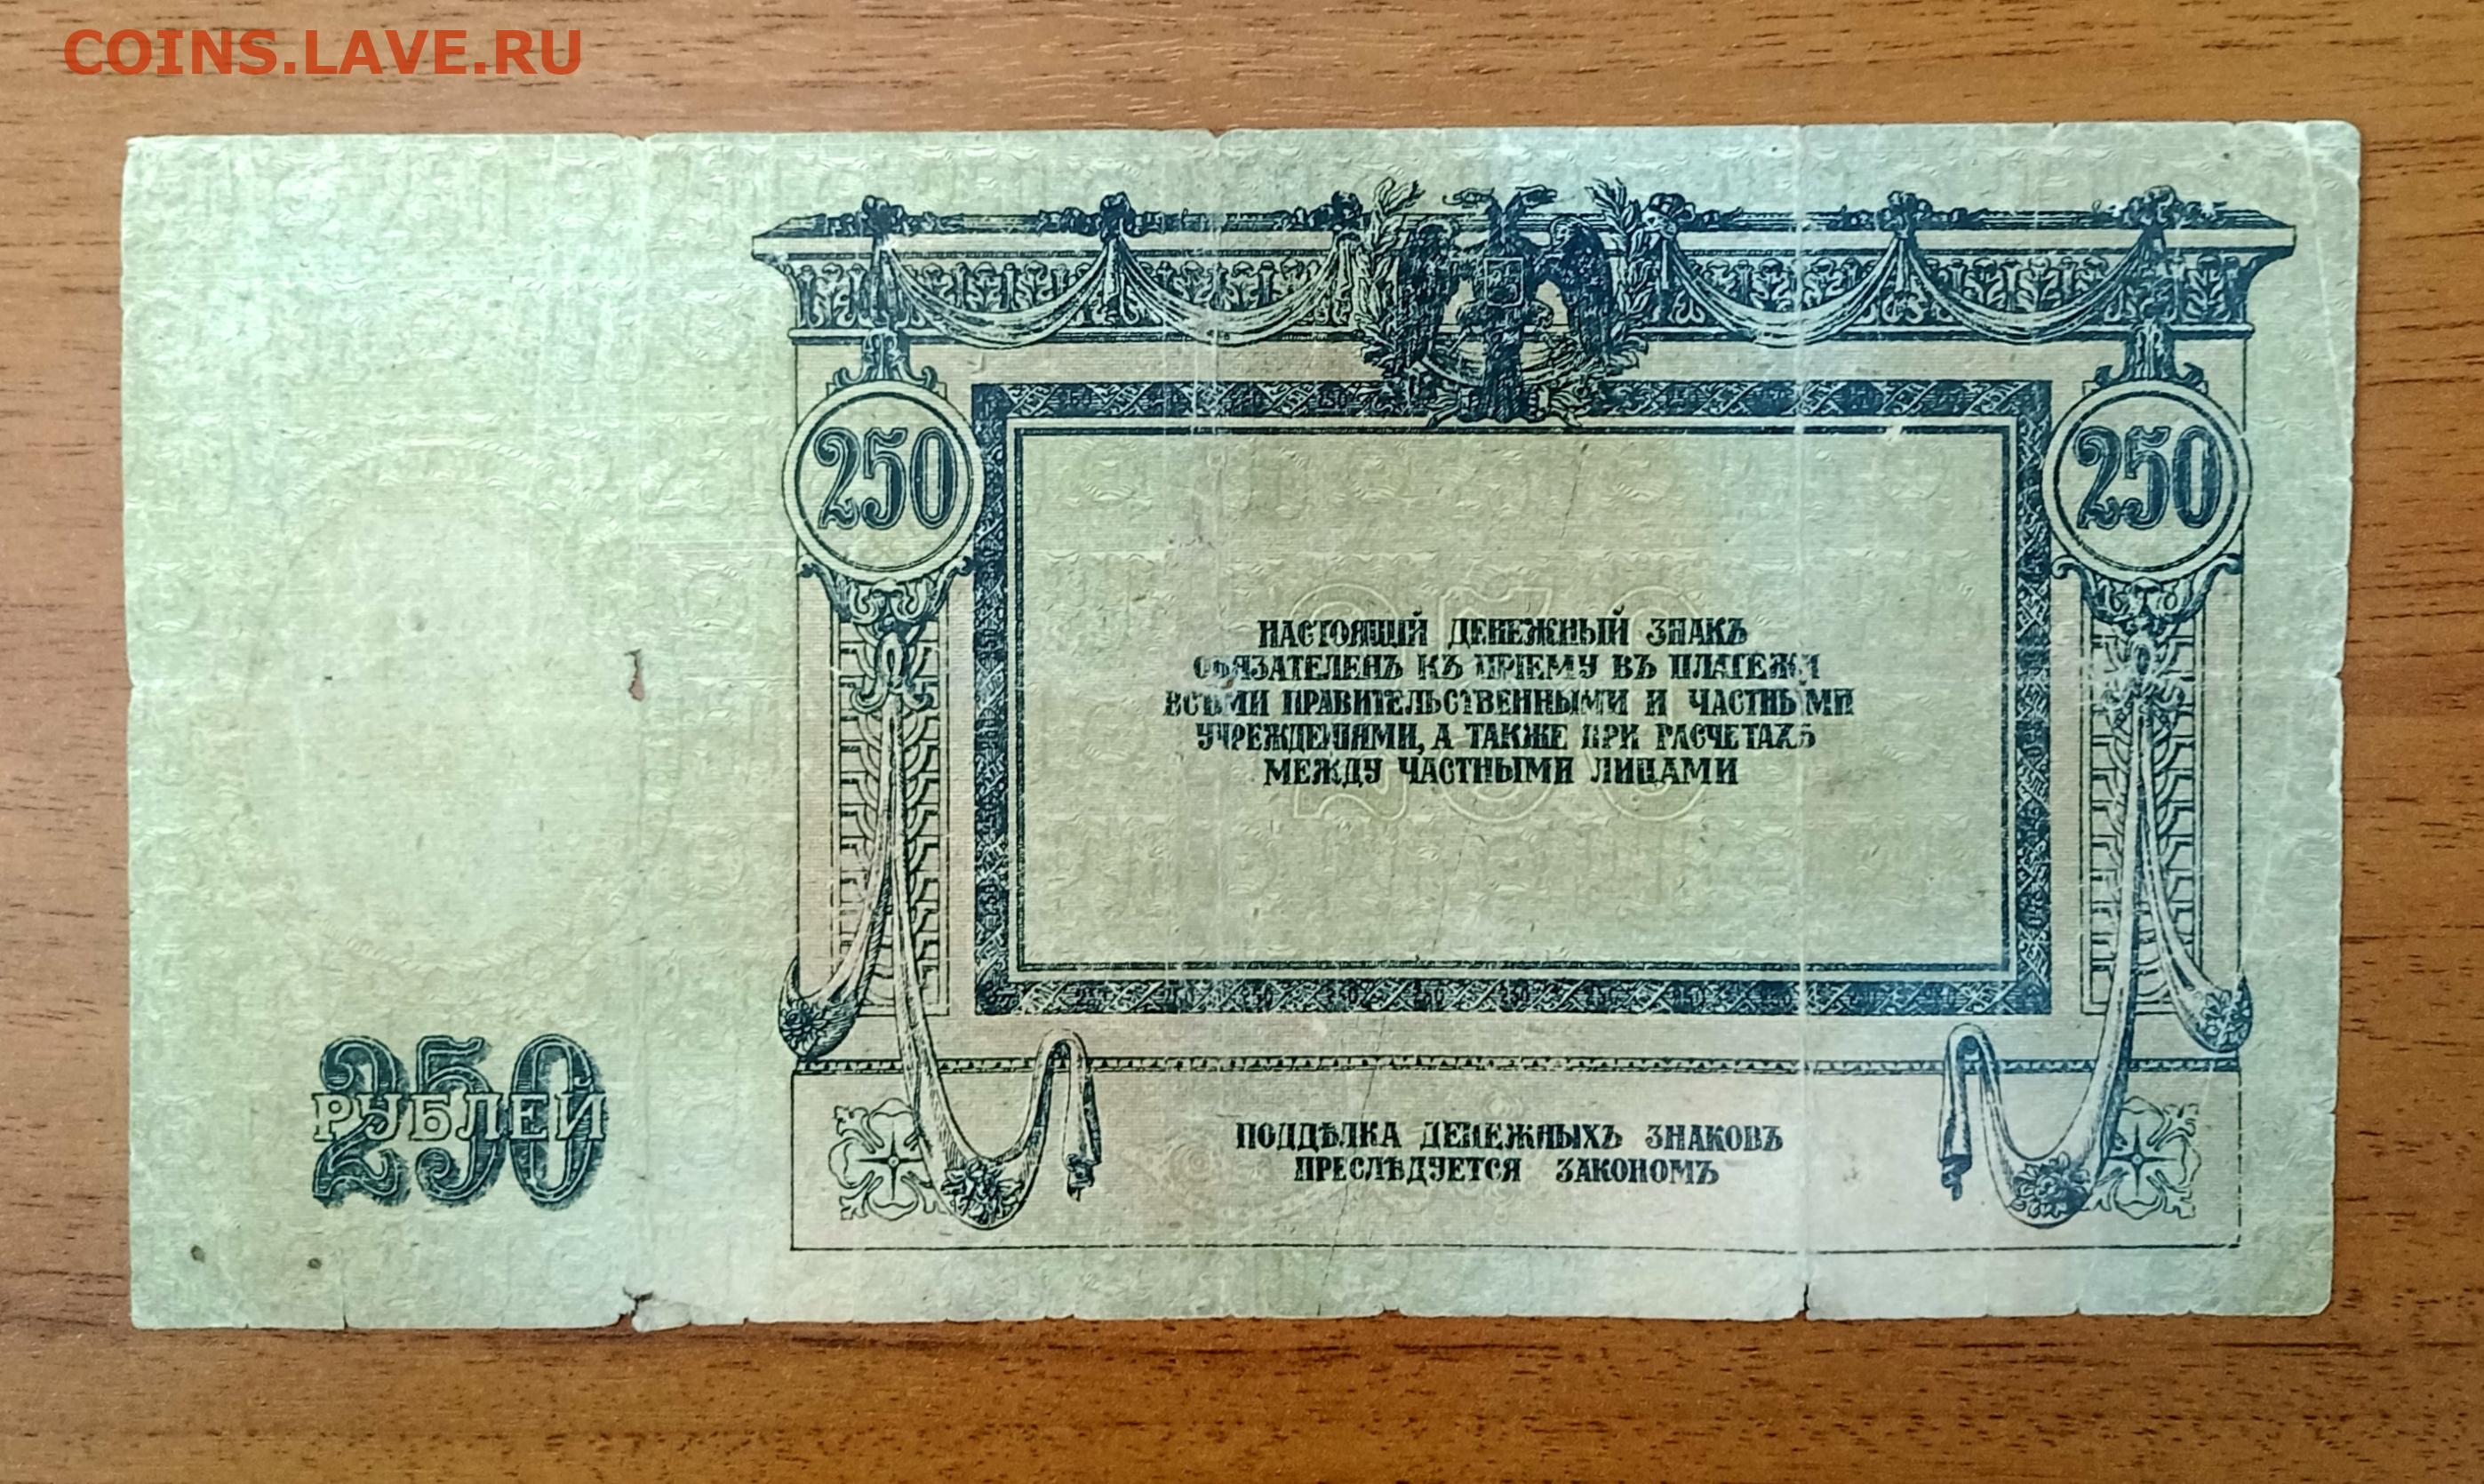 COINS.LAVE.RU
250
250
НАСТОЯЩІЙ ДЕНЕЖНЫЙ ЗНАКЪ
ОБЯЗАТЕЛЕНЪ КЪ ПРІЕМУ ВЪ ПЛАТЕЖИ
ВСѢМИ ПРАВИТЕЛЬСТВЕННЫМИ И ЧАСТНЫМИ
УЧРЕЖДЕНІЯМИ, А ТАКЖЕ ПРИ РАСЧЕТАХЪ
МЕЖДУ ЧАСТНЫМИ ЛИЦАМИ
250
РУБЛЕЙ
ПОДДѢЛКА ДЕНЕЖНЫХЪ ЗНАКОВЪ
ПРЕСЛѢДУЕТСЯ ЗАКОНОМЪ